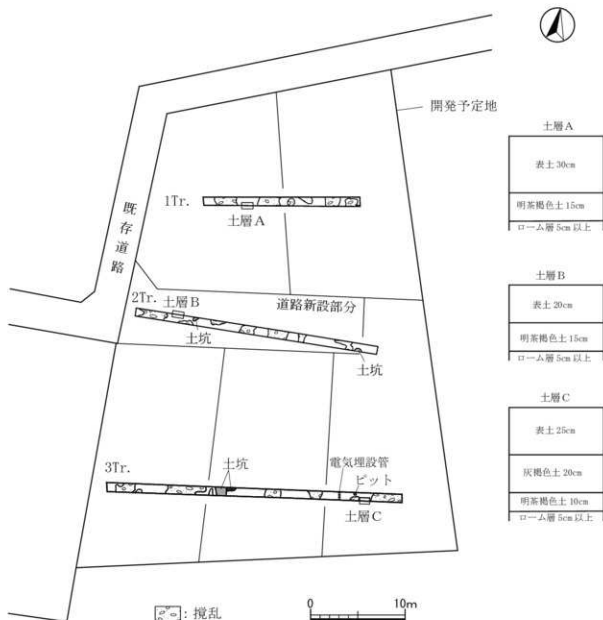 開発予定地
1Tr.
土層A
既存道路
2Tr.
土層B
道路新設部分
土坑
土坑
3Tr.
土坑
電気埋設管
ピット
土層C
：撹乱
0
10m
土層A
表土30cm
明茶褐色土15cm
ローム層5cm以上
土層B
表土20cm
明茶褐色土15cm
ローム層5cm以上
土層C
表土25cm
灰褐色土20cm
明茶褐色土10cm
ローム層5cm以上